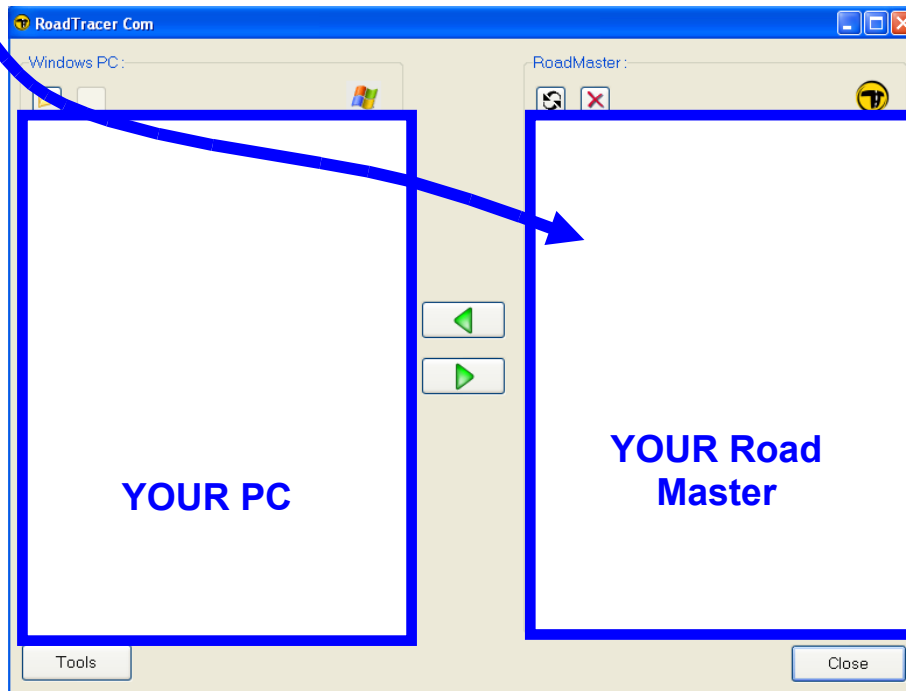 RoadTracer Com
Windows PC :
RoadMaster :
YOUR PC
YOUR Road
Master
Tools
Close